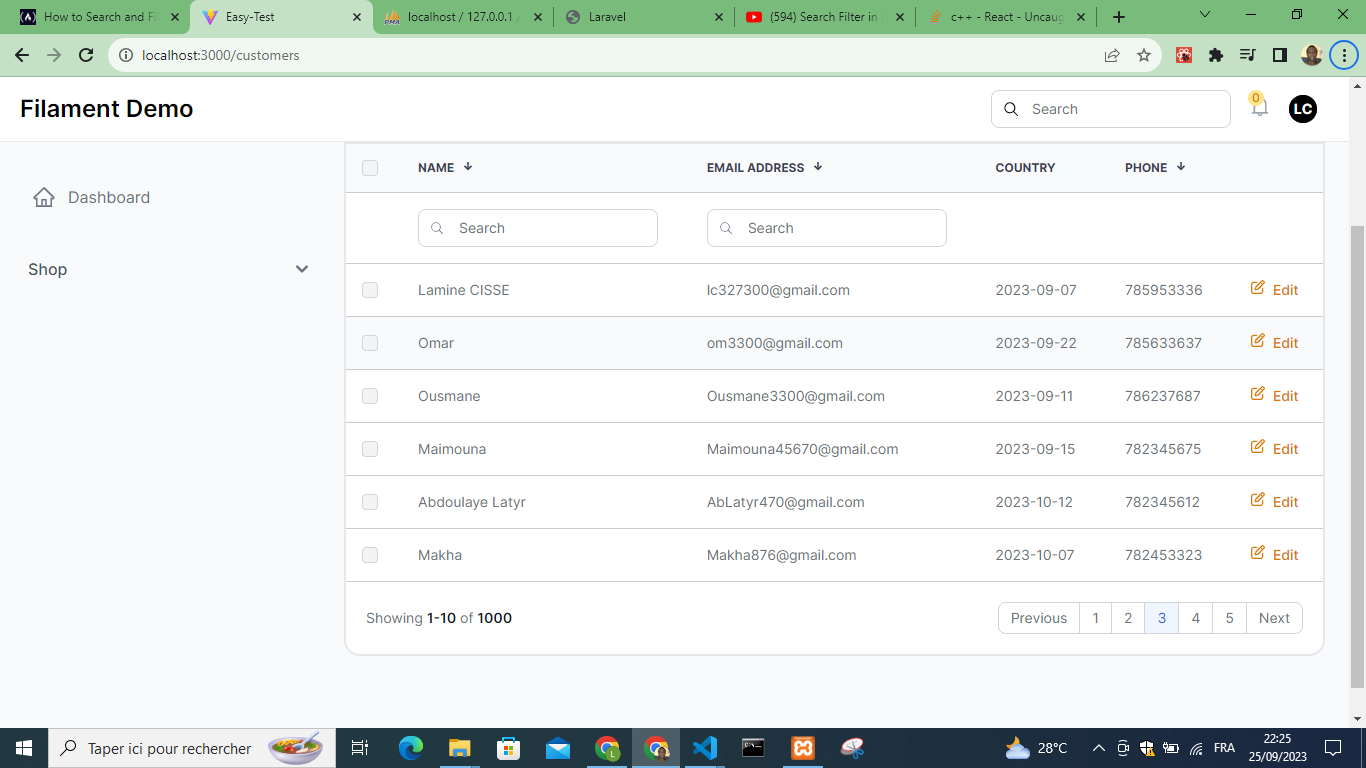 How to Search and Fi
Easy-Test
localhost / 127.0.0.1 /
Laravel
(594) Search Filter in
c++ - React - Uncaug
localhost:3000/customers
Filament Demo
Search
0
LC
Dashboard
Shop
NAME EMAIL ADDRESS COUNTRY PHONE
Search Search
Lamine CISSE lc327300@gmail.com 2023-09-07 785953336 Edit
Omar om3300@gmail.com 2023-09-22 785633637 Edit
Ousmane Ousmane3300@gmail.com 2023-09-11 786237687 Edit
Maimouna Maimouna45670@gmail.com 2023-09-15 782345675 Edit
Abdoulaye Latyr AbLatyr470@gmail.com 2023-10-12 782345612 Edit
Makha Makha876@gmail.com 2023-10-07 782453323 Edit
Showing 1-10 of 1000 Previous 1 2 3 4 5 Next
Taper ici pour rechercher
28°C
FRA
22:25
25/09/2023